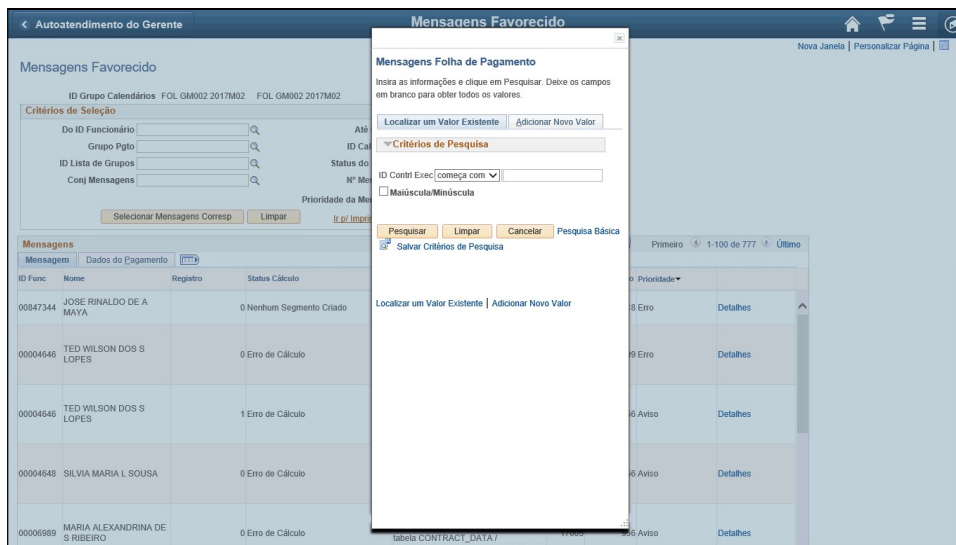 Autoatendimento do Gerente
Mensagens Favorecido
Nova Janela | Personalizar Página |
Mensagens Favorecido
ID Grupo Calendários FOL GM002 2017M02 FOL GM002 2017M02
Critérios de Seleção
Do ID Funcionário
Até
Grupo Pgto
ID Cal
ID Lista de Grupos
Status do
Conj Mensagens
Nº Me
Prioridade da Me
Selecionar Mensagens Corresp
Limpar
Ir p/ Impri
Mensagens
Primeiro 1-100 de 777 Último
Mensagem
Dados do Pagamento
ID Func Nome Registro Status Cálculo Prioridade
00847344 JOSE RINALDO DE A MAYA 0 Nenhum Segmento Criado 8 Erro Detalhes
00004646 TED WILSON DOS S LOPES 0 Erro de Cálculo 9 Erro Detalhes
00004646 TED WILSON DOS S LOPES 1 Erro de Cálculo 6 Aviso Detalhes
00004648 SILVIA MARIA L SOUSA 0 Erro de Cálculo 6 Aviso Detalhes
00006989 MARIA ALEXANDRINA DE S RIBEIRO 0 Erro de Cálculo tabela CONTRACT_DATA / 6 Aviso Detalhes
Mensagens Folha de Pagamento
Insira as informações e clique em Pesquisar. Deixe os campos
em branco para obter todos os valores.
Localizar um Valor Existente
Adicionar Novo Valor
Critérios de Pesquisa
ID Contrl Exec começa com
Maiúscula/Minúscula
Pesquisar
Limpar
Cancelar
Pesquisa Básica
Salvar Critérios de Pesquisa
Localizar um Valor Existente | Adicionar Novo Valor